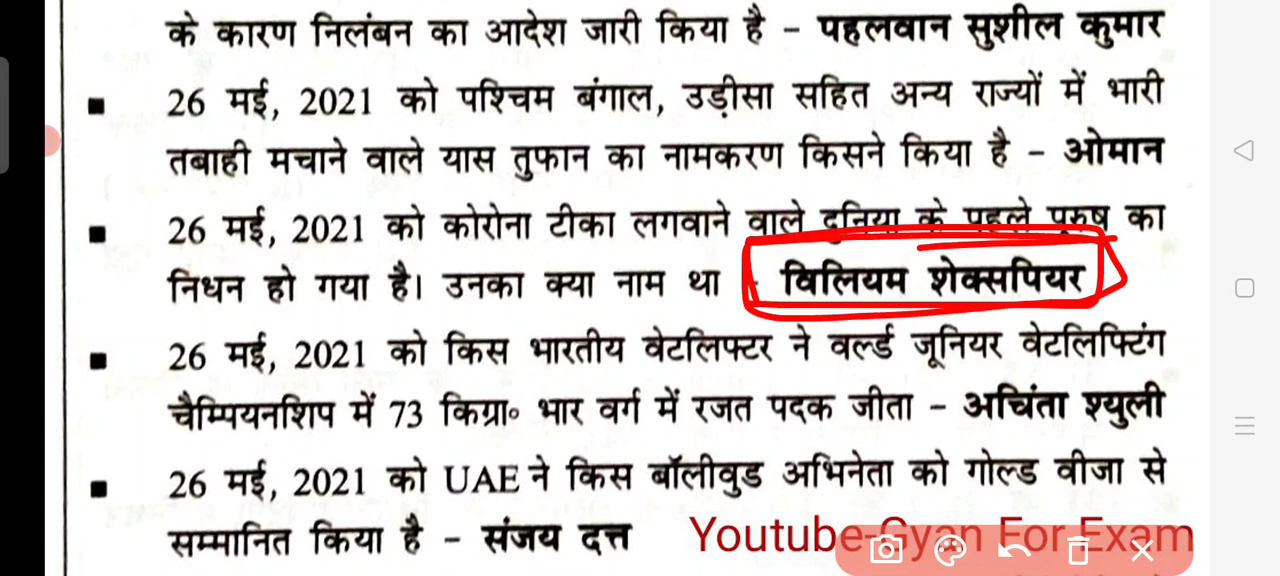 के कारण निलंबन का आदेश जारी किया है – पहलवान सुशील कुमार
■ 26 मई, 2021 को पश्चिम बंगाल, उड़ीसा सहित अन्य राज्यों में भारी
तबाही मचाने वाले यास तुफान का नामकरण किसने किया है – ओमान
■ 26 मई, 2021 को कोरोना टीका लगवाने वाले दुनिया के पहले पुरुष का
निधन हो गया है। उनका क्या नाम था - विलियम शेक्सपियर
■ 26 मई, 2021 को किस भारतीय वेटलिफ्टर ने वर्ल्ड जूनियर वेटलिफ्टिंग
चैम्पियनशिप में 73 किग्रा० भार वर्ग में रजत पदक जीता – अचिंता श्युली
■ 26 मई, 2021 को UAE ने किस बॉलीवुड अभिनेता को गोल्ड वीजा से
सम्मानित किया है – संजय दत्त
Youtube-Gyan For Exam